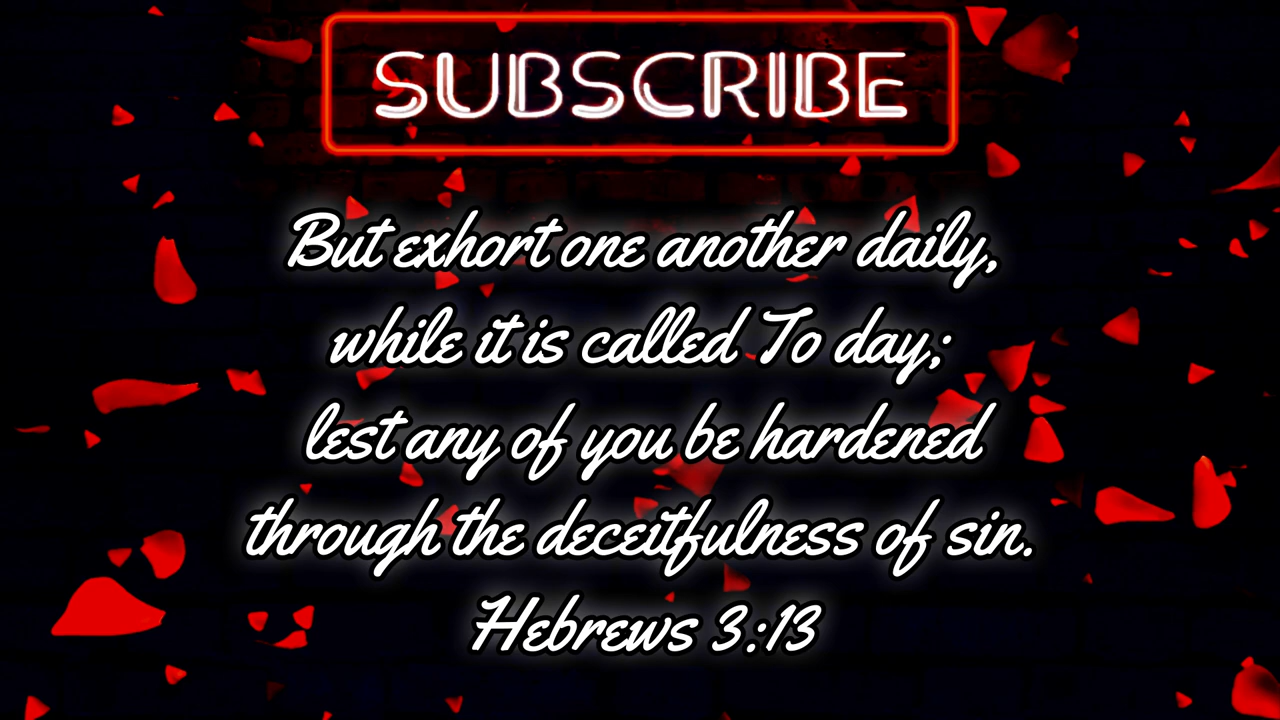 SUBSCRIBE
But exhort one another daily,
while it is called To day;
lest any of you be hardened
through the deceitfulness of sin.
Hebrews 3:13